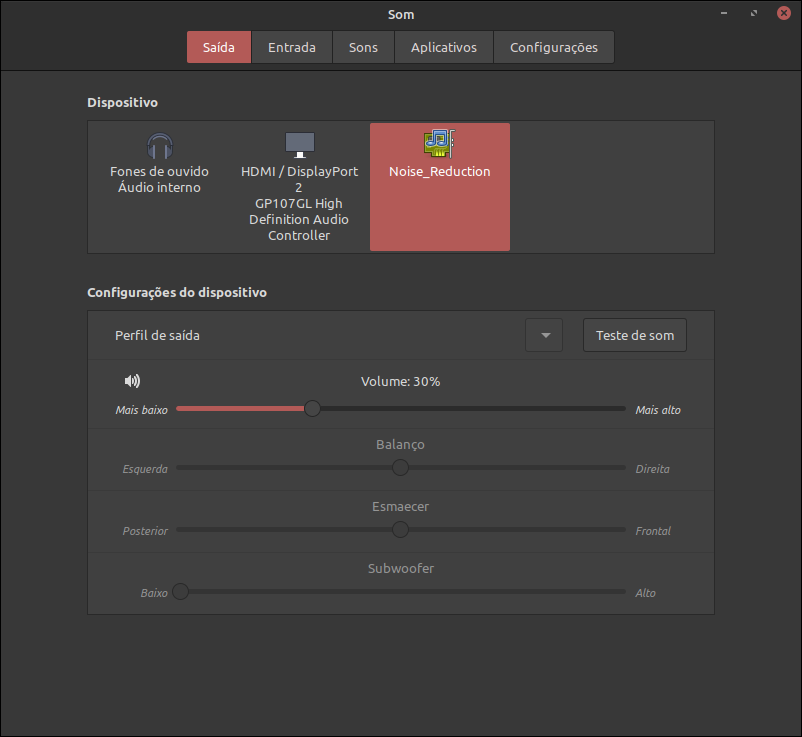 Som
Saída
Entrada
Sons
Aplicativos
Configurações
Dispositivo
Fones de ouvido
Áudio interno
HDMI / DisplayPort
2
GP107GL High
Definition Audio
Controller
Noise_Reduction
Configurações do dispositivo
Perfil de saída
Teste de som
Volume: 30%
Mais baixo
Mais alto
Balanço
Esquerda
Direita
Esmaecer
Posterior
Frontal
Subwoofer
Baixo
Alto